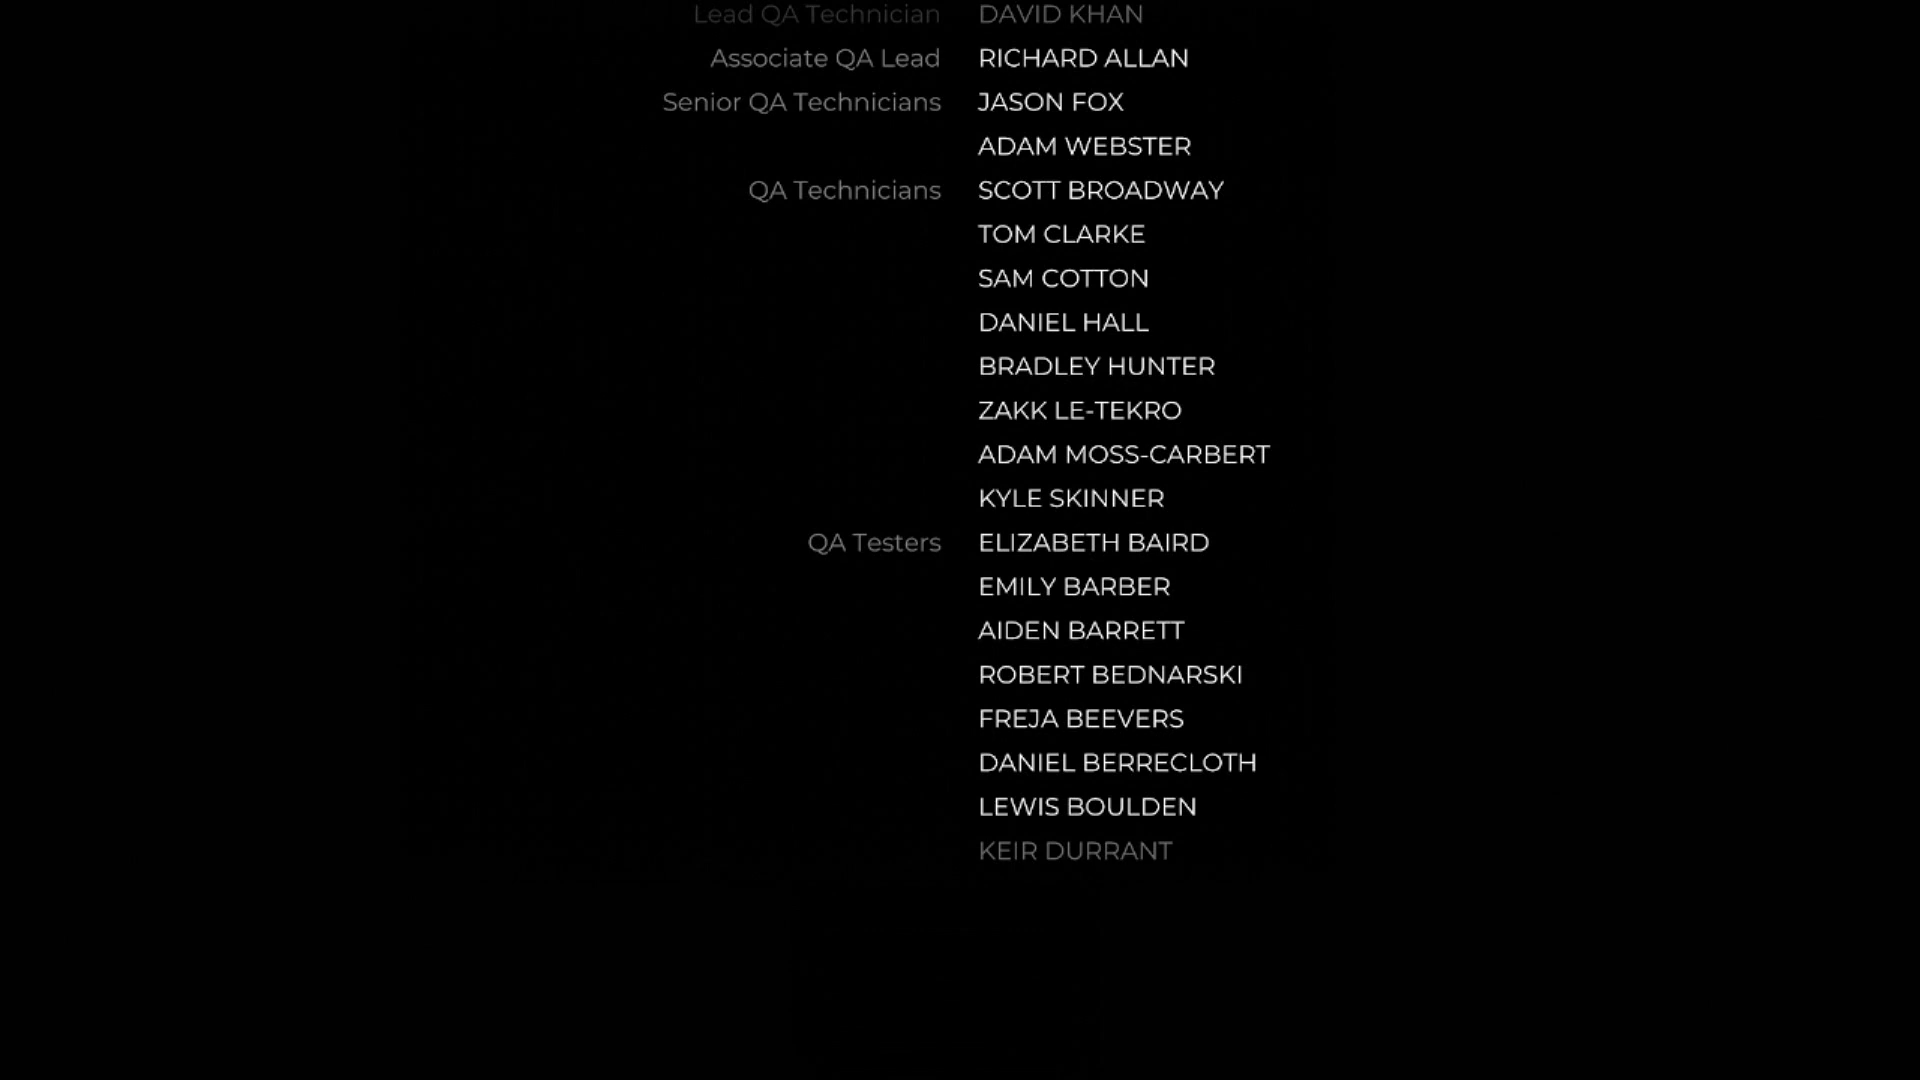 Lead QA Technician DAVID KHAN
Associate QA Lead RICHARD ALLAN
Senior QA Technicians JASON FOX
ADAM WEBSTER
QA Technicians SCOTT BROADWAY
TOM CLARKE
SAM COTTON
DANIEL HALL
BRADLEY HUNTER
ZAKK LE-TEKRO
ADAM MOSS-CARBERT
KYLE SKINNER
QA Testers ELIZABETH BAIRD
EMILY BARBER
AIDEN BARRETT
ROBERT BEDNARSKI
FREJA BEEVERS
DANIEL BERRECLOTH
LEWIS BOULDEN
KEIR DURRANT